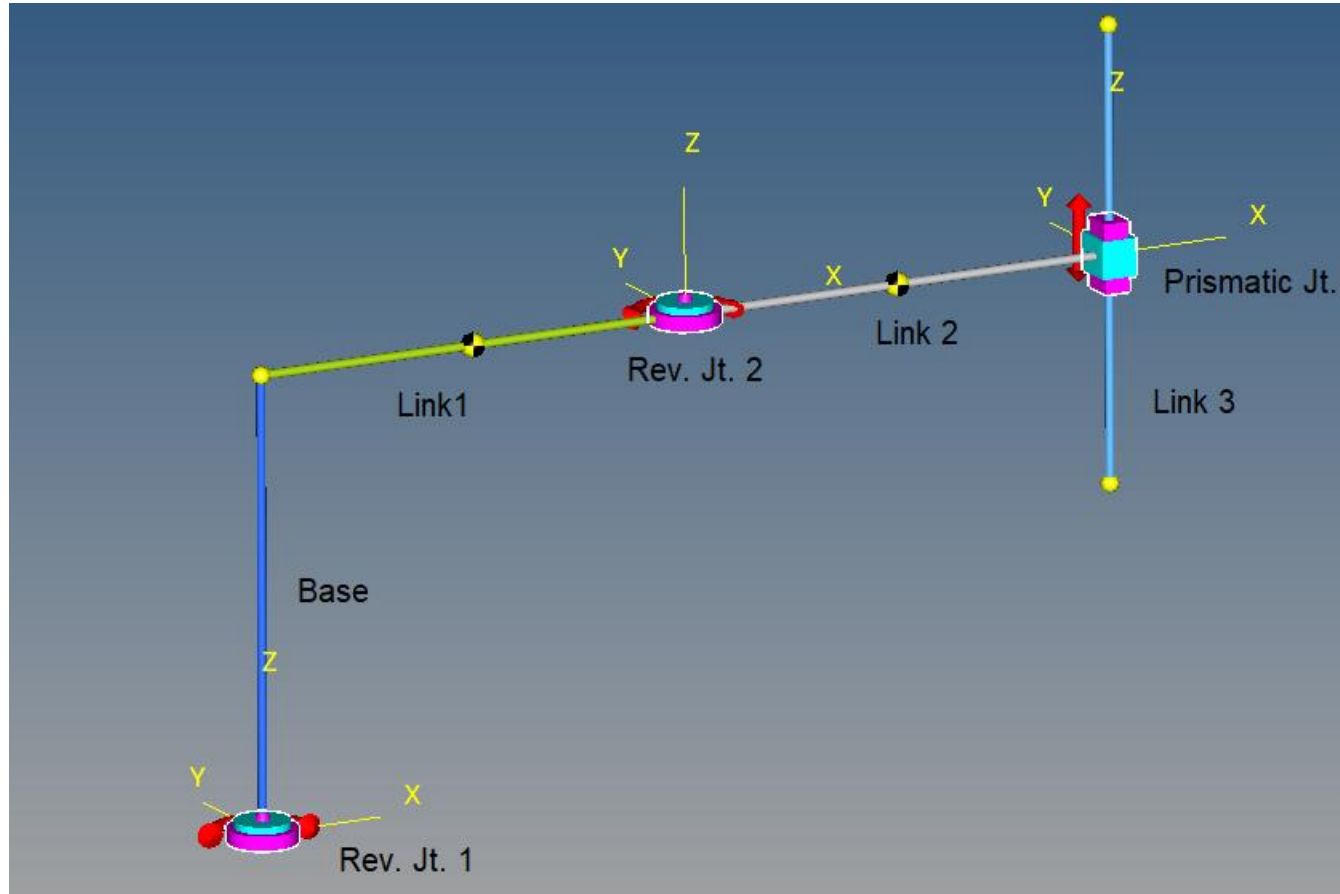 Z
Z
Y
X
Y
X
Prismatic Jt.
Link 2
Rev. Jt. 2
Link1
Link 3
Base
Z
Y
X
Rev. Jt. 1